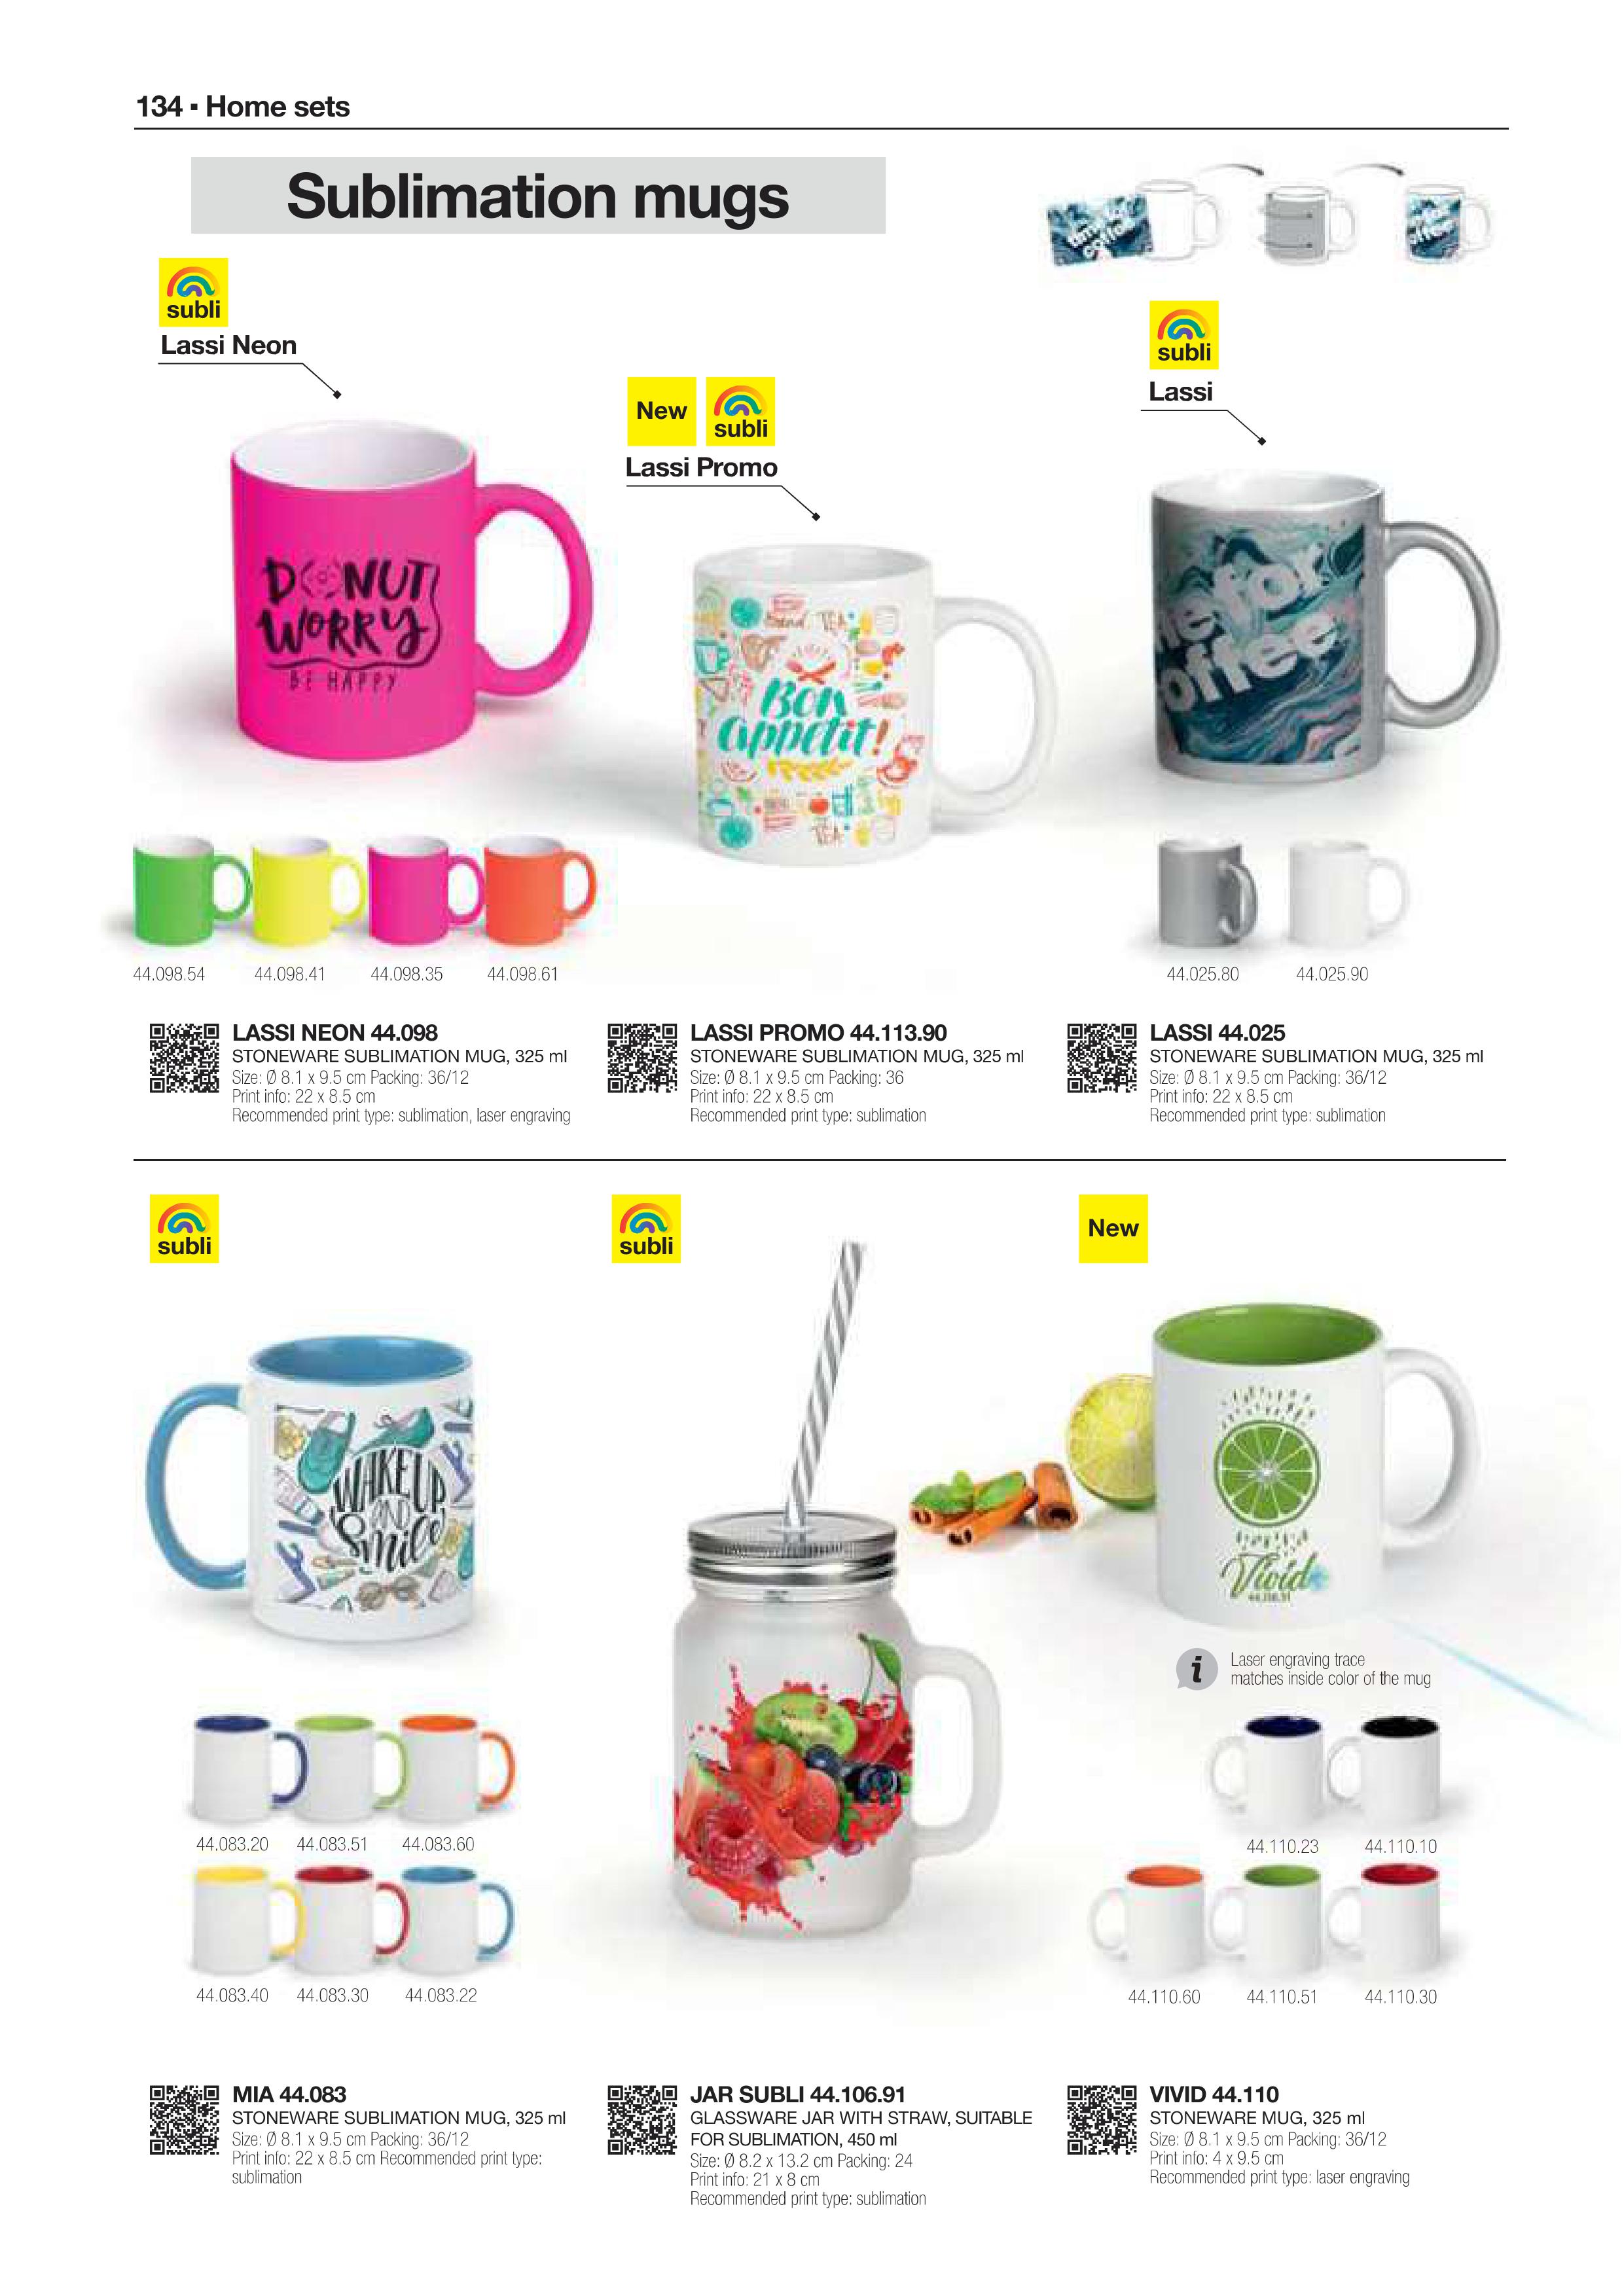 134 ▪ Home sets
Sublimation mugs
subli
Lassi Neon
New
subli
Lassi Promo
subli
Lassi
DONUT
WORRY
BE HAPPY
Bon
appétit!
coffee
44.098.54
44.098.41
44.098.35
44.098.61
44.025.80
44.025.90
LASSI NEON 44.098
STONEWARE SUBLIMATION MUG, 325 ml
Size: Ø 8.1 x 9.5 cm Packing: 36/12
Print info: 22 x 8.5 cm
Recommended print type: sublimation, laser engraving
LASSI PROMO 44.113.90
STONEWARE SUBLIMATION MUG, 325 ml
Size: Ø 8.1 x 9.5 cm Packing: 36
Print info: 22 x 8.5 cm
Recommended print type: sublimation
LASSI 44.025
STONEWARE SUBLIMATION MUG, 325 ml
Size: Ø 8.1 x 9.5 cm Packing: 36/12
Print info: 22 x 8.5 cm
Recommended print type: sublimation
subli
subli
New
WAKE UP
AND
Smile
Vivid
44.110.51
i
Laser engraving trace
matches inside color of the mug
44.083.20
44.083.51
44.083.60
44.083.40
44.083.30
44.083.22
44.110.23
44.110.10
44.110.60
44.110.51
44.110.30
MIA 44.083
STONEWARE SUBLIMATION MUG, 325 ml
Size: Ø 8.1 x 9.5 cm Packing: 36/12
Print info: 22 x 8.5 cm Recommended print type:
sublimation
JAR SUBLI 44.106.91
GLASSWARE JAR WITH STRAW, SUITABLE
FOR SUBLIMATION, 450 ml
Size: Ø 8.2 x 13.2 cm Packing: 24
Print info: 21 x 8 cm
Recommended print type: sublimation
VIVID 44.110
STONEWARE MUG, 325 ml
Size: Ø 8.1 x 9.5 cm Packing: 36/12
Print info: 4 x 9.5 cm
Recommended print type: laser engraving